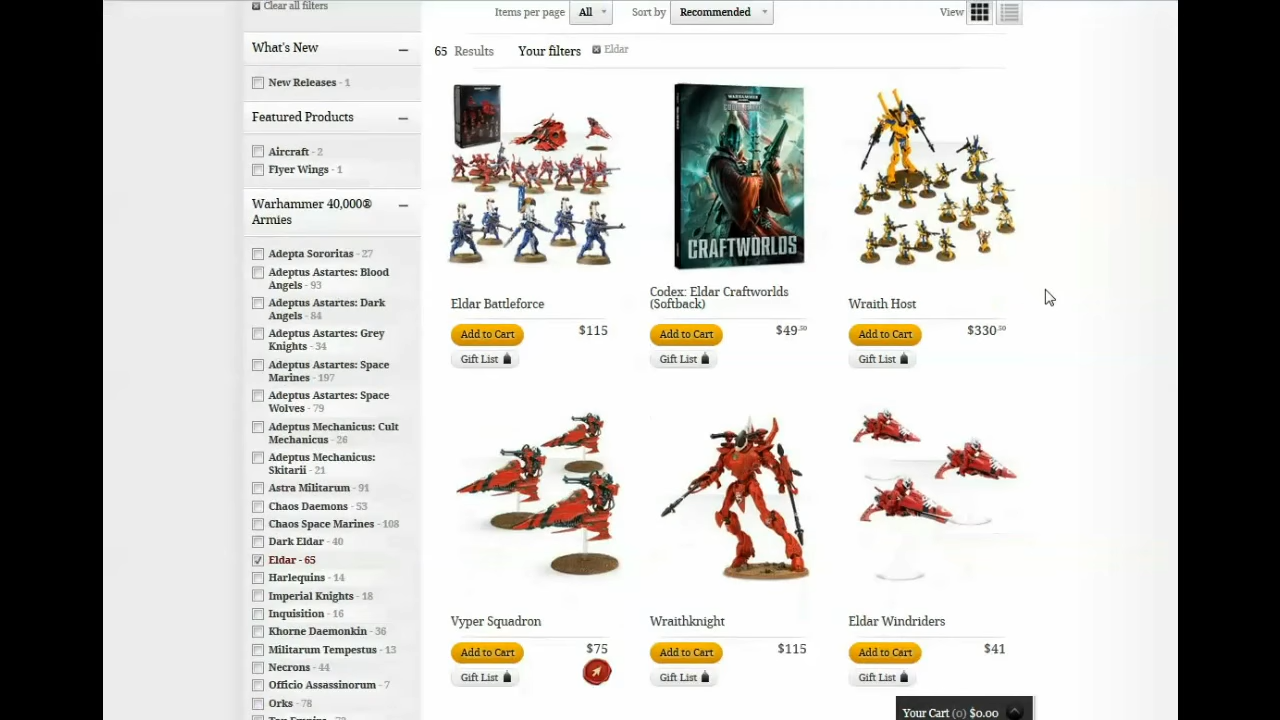 Clear all filters
Items per page
All
Sort by
Recommended
View
What's New
65 Results
Your filters
Eldar
New Releases - 1
Featured Products
Aircraft - 2
Flyer Wings - 1
Warhammer 40,000®
Armies
Adepta Sororitas - 27
Adeptus Astartes: Blood
Angels - 93
Adeptus Astartes: Dark
Angels - 84
Adeptus Astartes: Grey
Knights - 34
Adeptus Astartes: Space
Marines - 197
Adeptus Astartes: Space
Wolves - 79
Adeptus Mechanicus: Cult
Mechanicus - 26
Adeptus Mechanicus:
Skitarii - 21
Astra Militarum - 91
Chaos Daemons - 53
Chaos Space Marines - 108
Dark Eldar - 40
Eldar - 65
Harlequins - 14
Imperial Knights - 18
Inquisition - 16
Khorne Daemonkin - 36
Militarum Tempestus - 13
Necrons - 44
Officio Assassinorum - 7
Orks - 78
WARHAMMER
CRAFTWORLDS
Eldar Battleforce
Add to Cart
$115
Gift List
Codex: Eldar Craftworlds
(Softback)
Add to Cart
$49.50
Gift List
Wraith Host
Add to Cart
$330.50
Gift List
Vyper Squadron
Add to Cart
$75
Gift List
Wraithknight
Add to Cart
$115
Gift List
Eldar Windriders
Add to Cart
$41
Gift List
Your Cart (0) $0.00